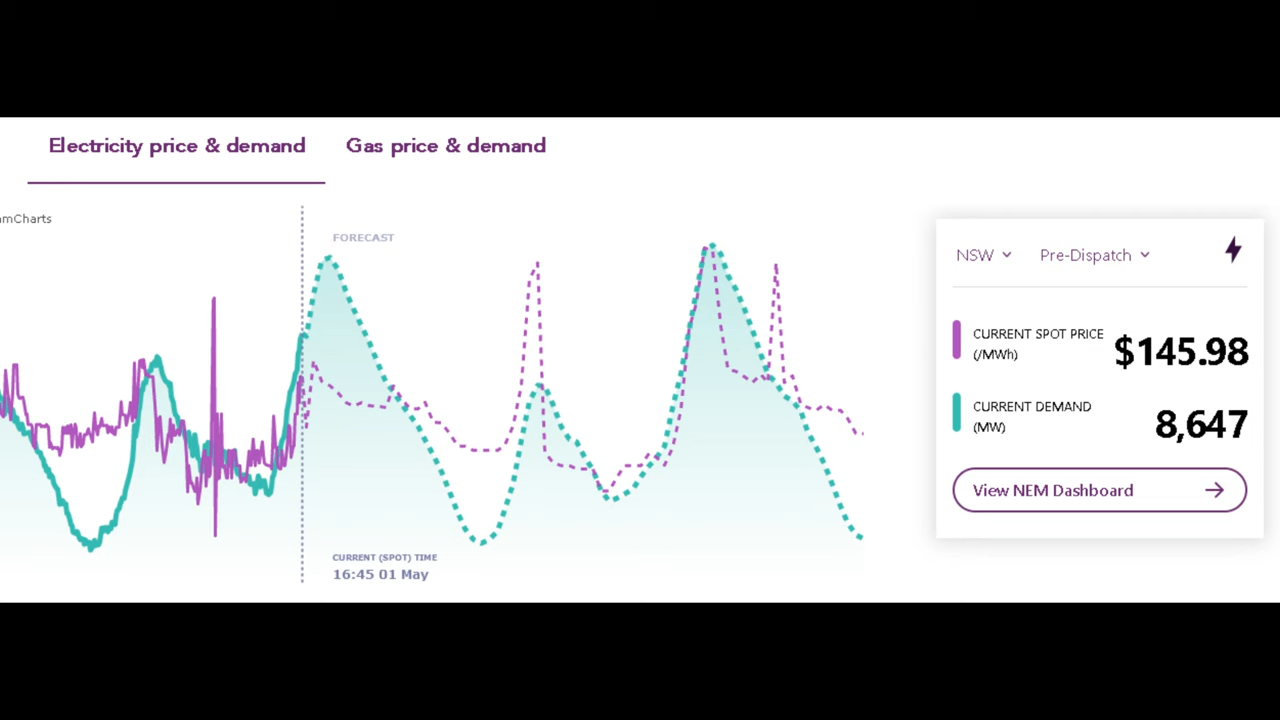 Electricity price & demand
Gas price & demand
amCharts
FORECAST
NSW
Pre-Dispatch
CURRENT SPOT PRICE
(/MWh)
$145.98
CURRENT DEMAND
(MW)
8,647
View NEM Dashboard
CURRENT (SPOT) TIME
16:45 01 May